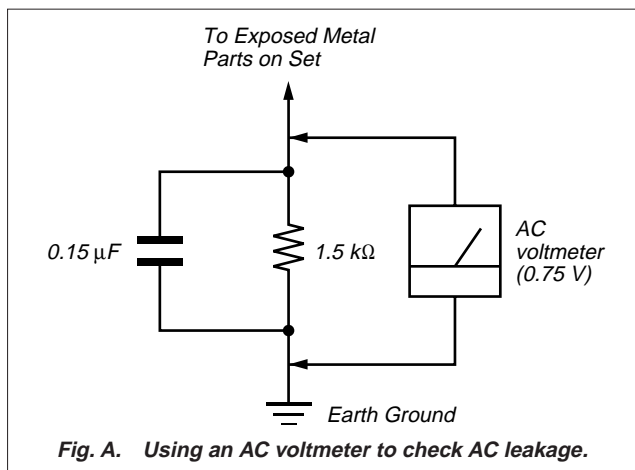 To Exposed Metal
Parts on Set
0.15 μF
1.5 kΩ
AC
voltmeter
(0.75 V)
Earth Ground
Fig. A. Using an AC voltmeter to check AC leakage.